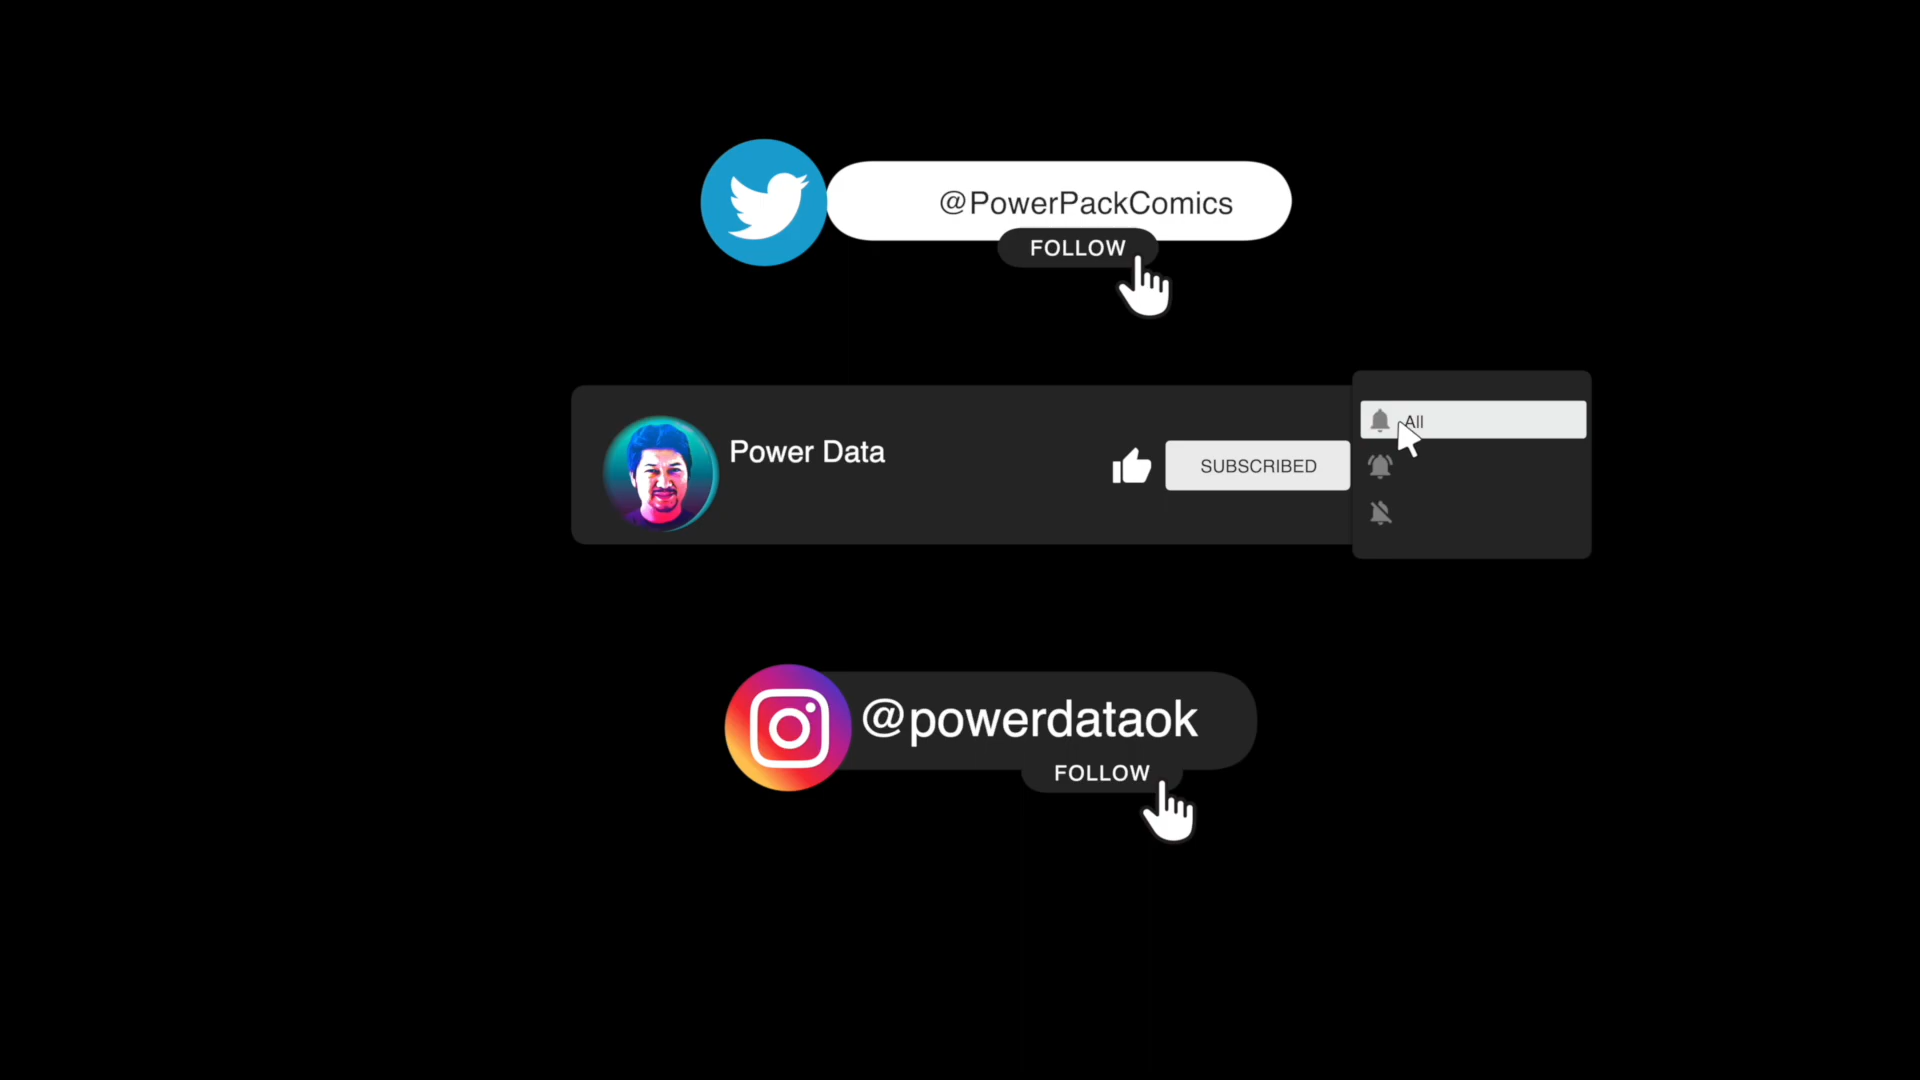 @PowerPackComics
FOLLOW
Power Data
SUBSCRIBED
All
@powerdataok
FOLLOW